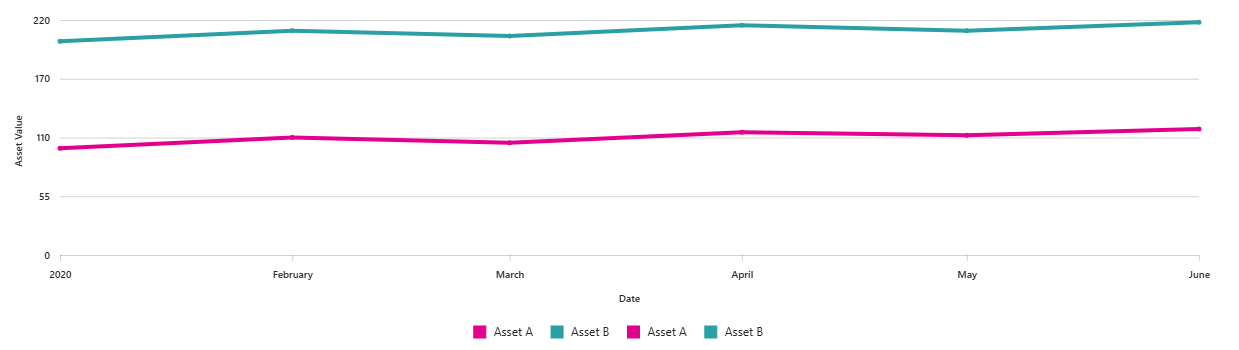 220
170
110
55
0
Asset Value
2020 February March April May June
Date
Asset A Asset B Asset A Asset B